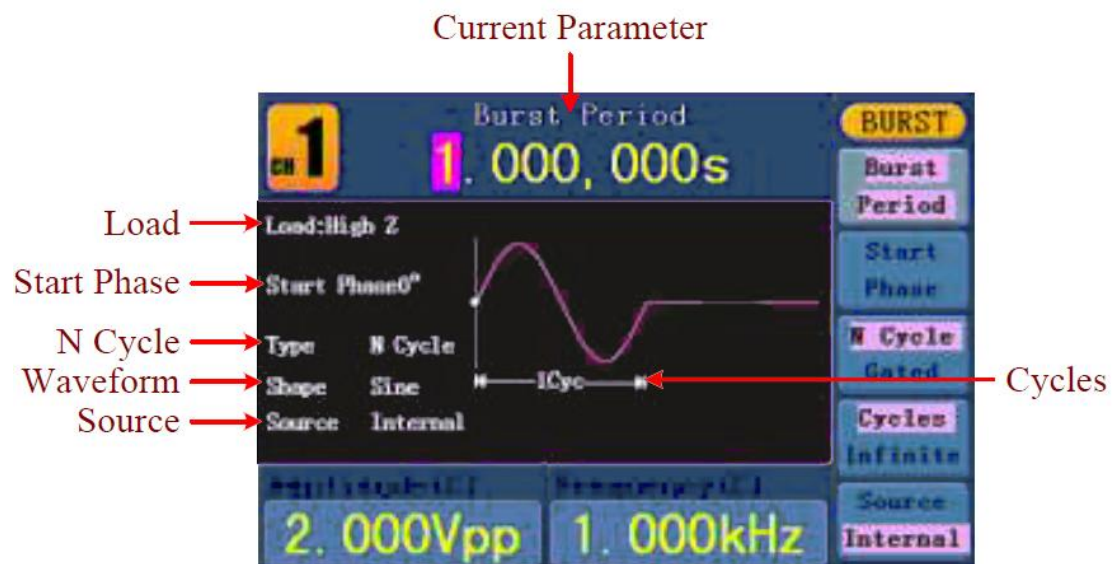 Current Parameter
CH 1
Burst Period
1.000,000s
BURST
Burst
Period
Load
Load:High Z
Start
Phase
Start Phase
Start Phase0°
N Cycle
Type N Cycle
N Cycle
Gated
Waveform
Shape Sine
1Cyc
Cycles
Source
Source Internal
Cycles
Infinite
2.000Vpp
1.000kHz
Source
Internal